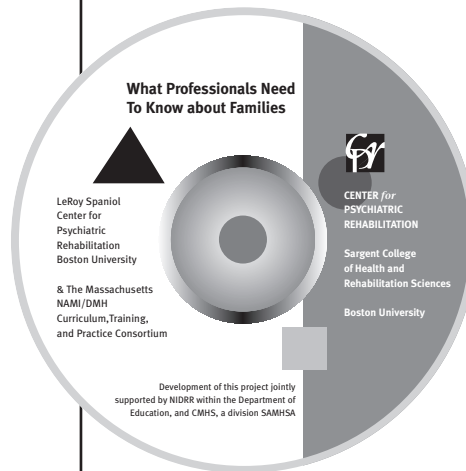 What Professionals Need
To Know about Families
LeRoy Spaniol
Center for
Psychiatric
Rehabilitation
Boston University
& The Massachusetts
NAMI/DMH
Curriculum,Training,
and Practice Consortium
cpr
CENTER for
PSYCHIATRIC
REHABILITATION
Sargent College
of Health and
Rehabilitation Sciences
Boston University
Development of this project jointly
supported by NIDRR within the Department of
Education, and CMHS, a division SAMHSA